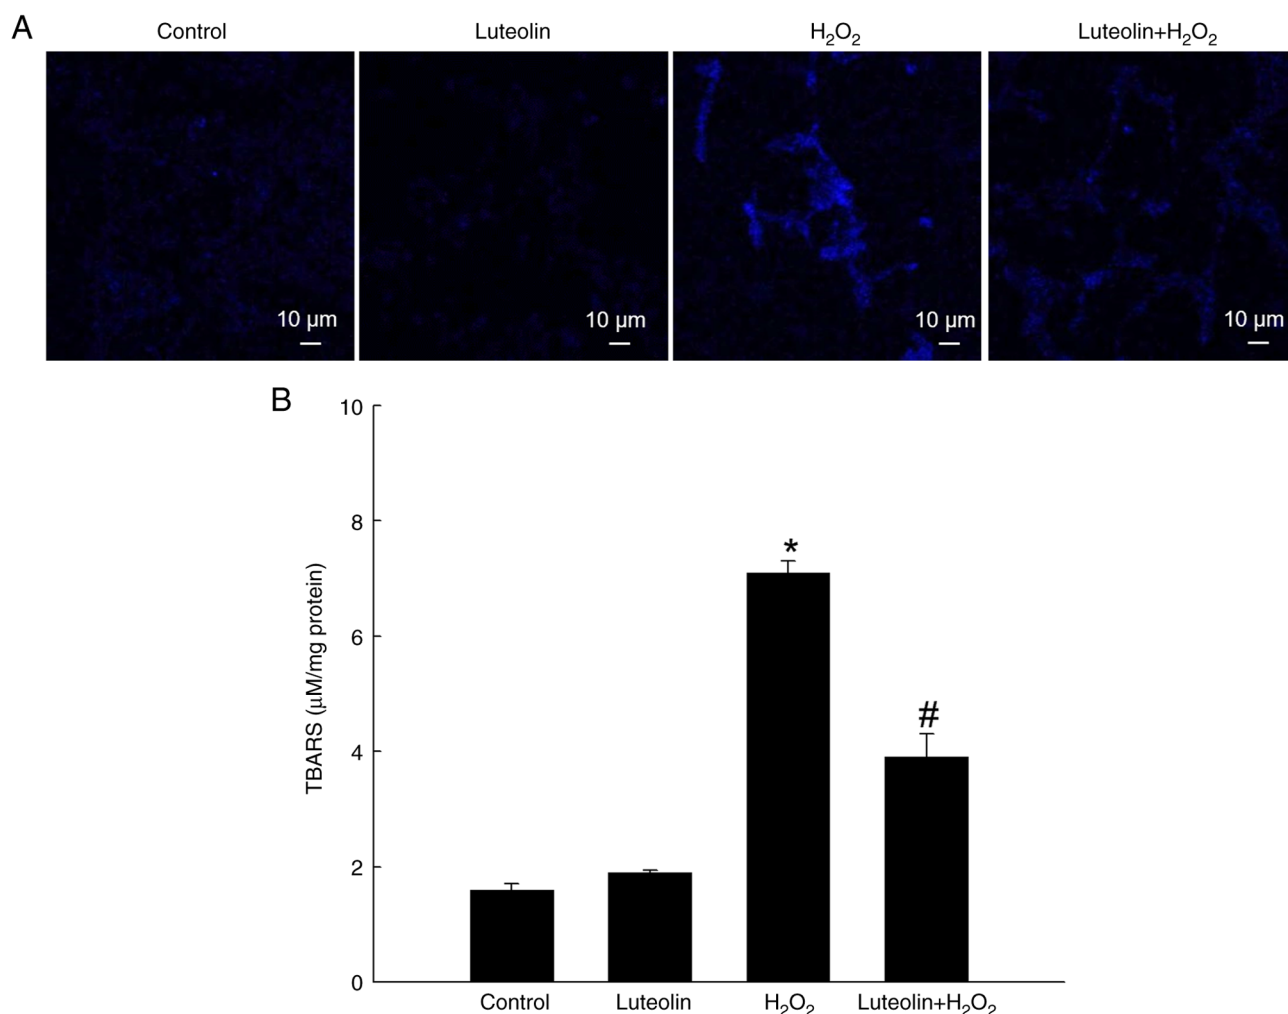 A
Control Luteolin H₂O₂ Luteolin+H₂O₂
10 µm 10 µm 10 µm 10 µm
B
TBARS (µM/mg protein)
10
8
6
4
2
0
*
#
Control Luteolin H₂O₂ Luteolin+H₂O₂